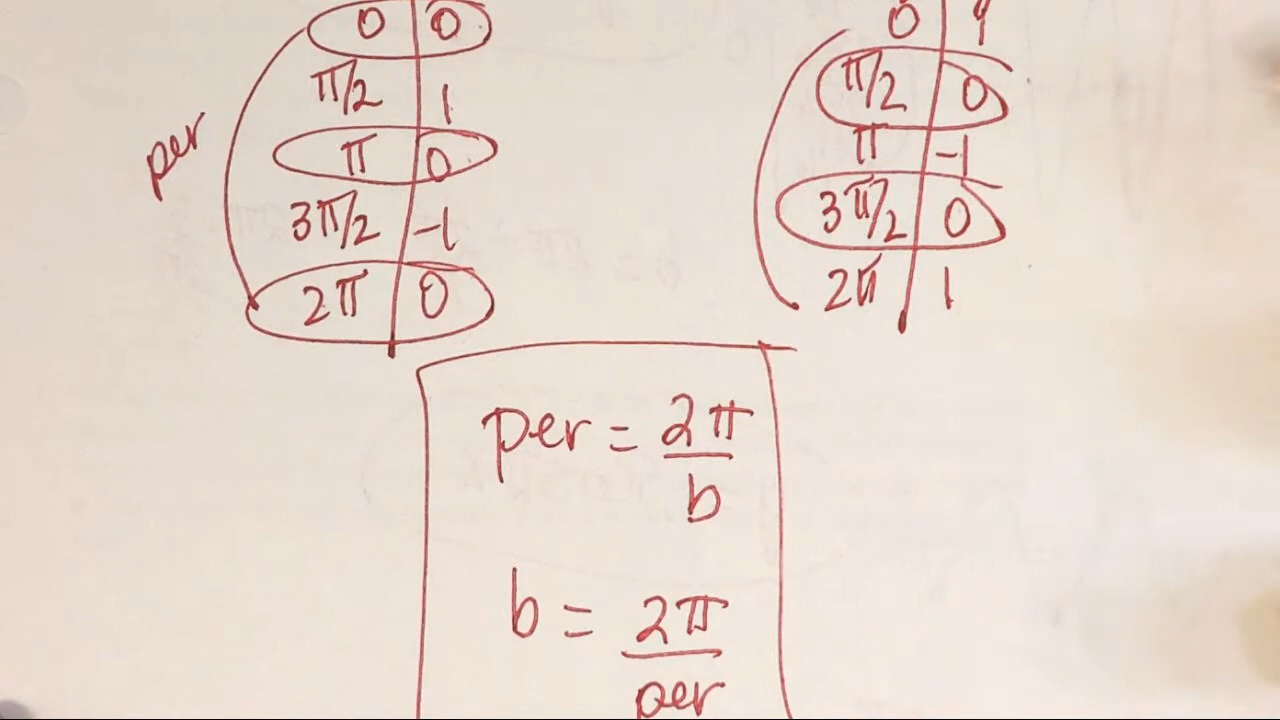 0 0
π/2 1
per
π 0
3π/2 -1
2π 0
0 1
π/2 0
π -1
3π/2 0
2π 1
per = 2π/b
b = 2π/per